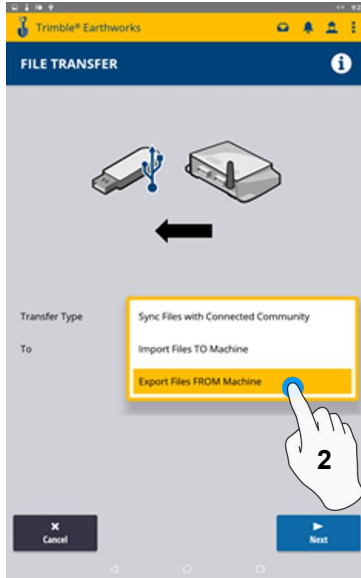 Trimble® Earthworks
FILE TRANSFER
Transfer Type
Sync Files with Connected Community
To
Import Files TO Machine
Export Files FROM Machine
2
Cancel
Next